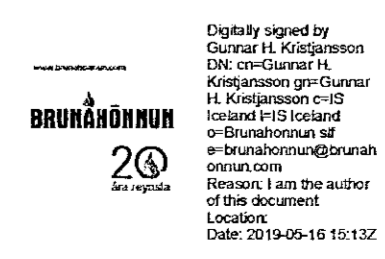 www.brunahonnun.com
BRUNAHÖNNUN
20
ára reynsla
Digitally signed by
Gunnar H. Kristjansson
DN: cn=Gunnar H.
Kristjansson gn=Gunnar
H. Kristjansson c=IS
Iceland l=IS Iceland
o=Brunahonnun slf
e=brunahonnun@brunah
onnun.com
Reason: I am the author
of this document
Location:
Date: 2019-05-16 15:13Z